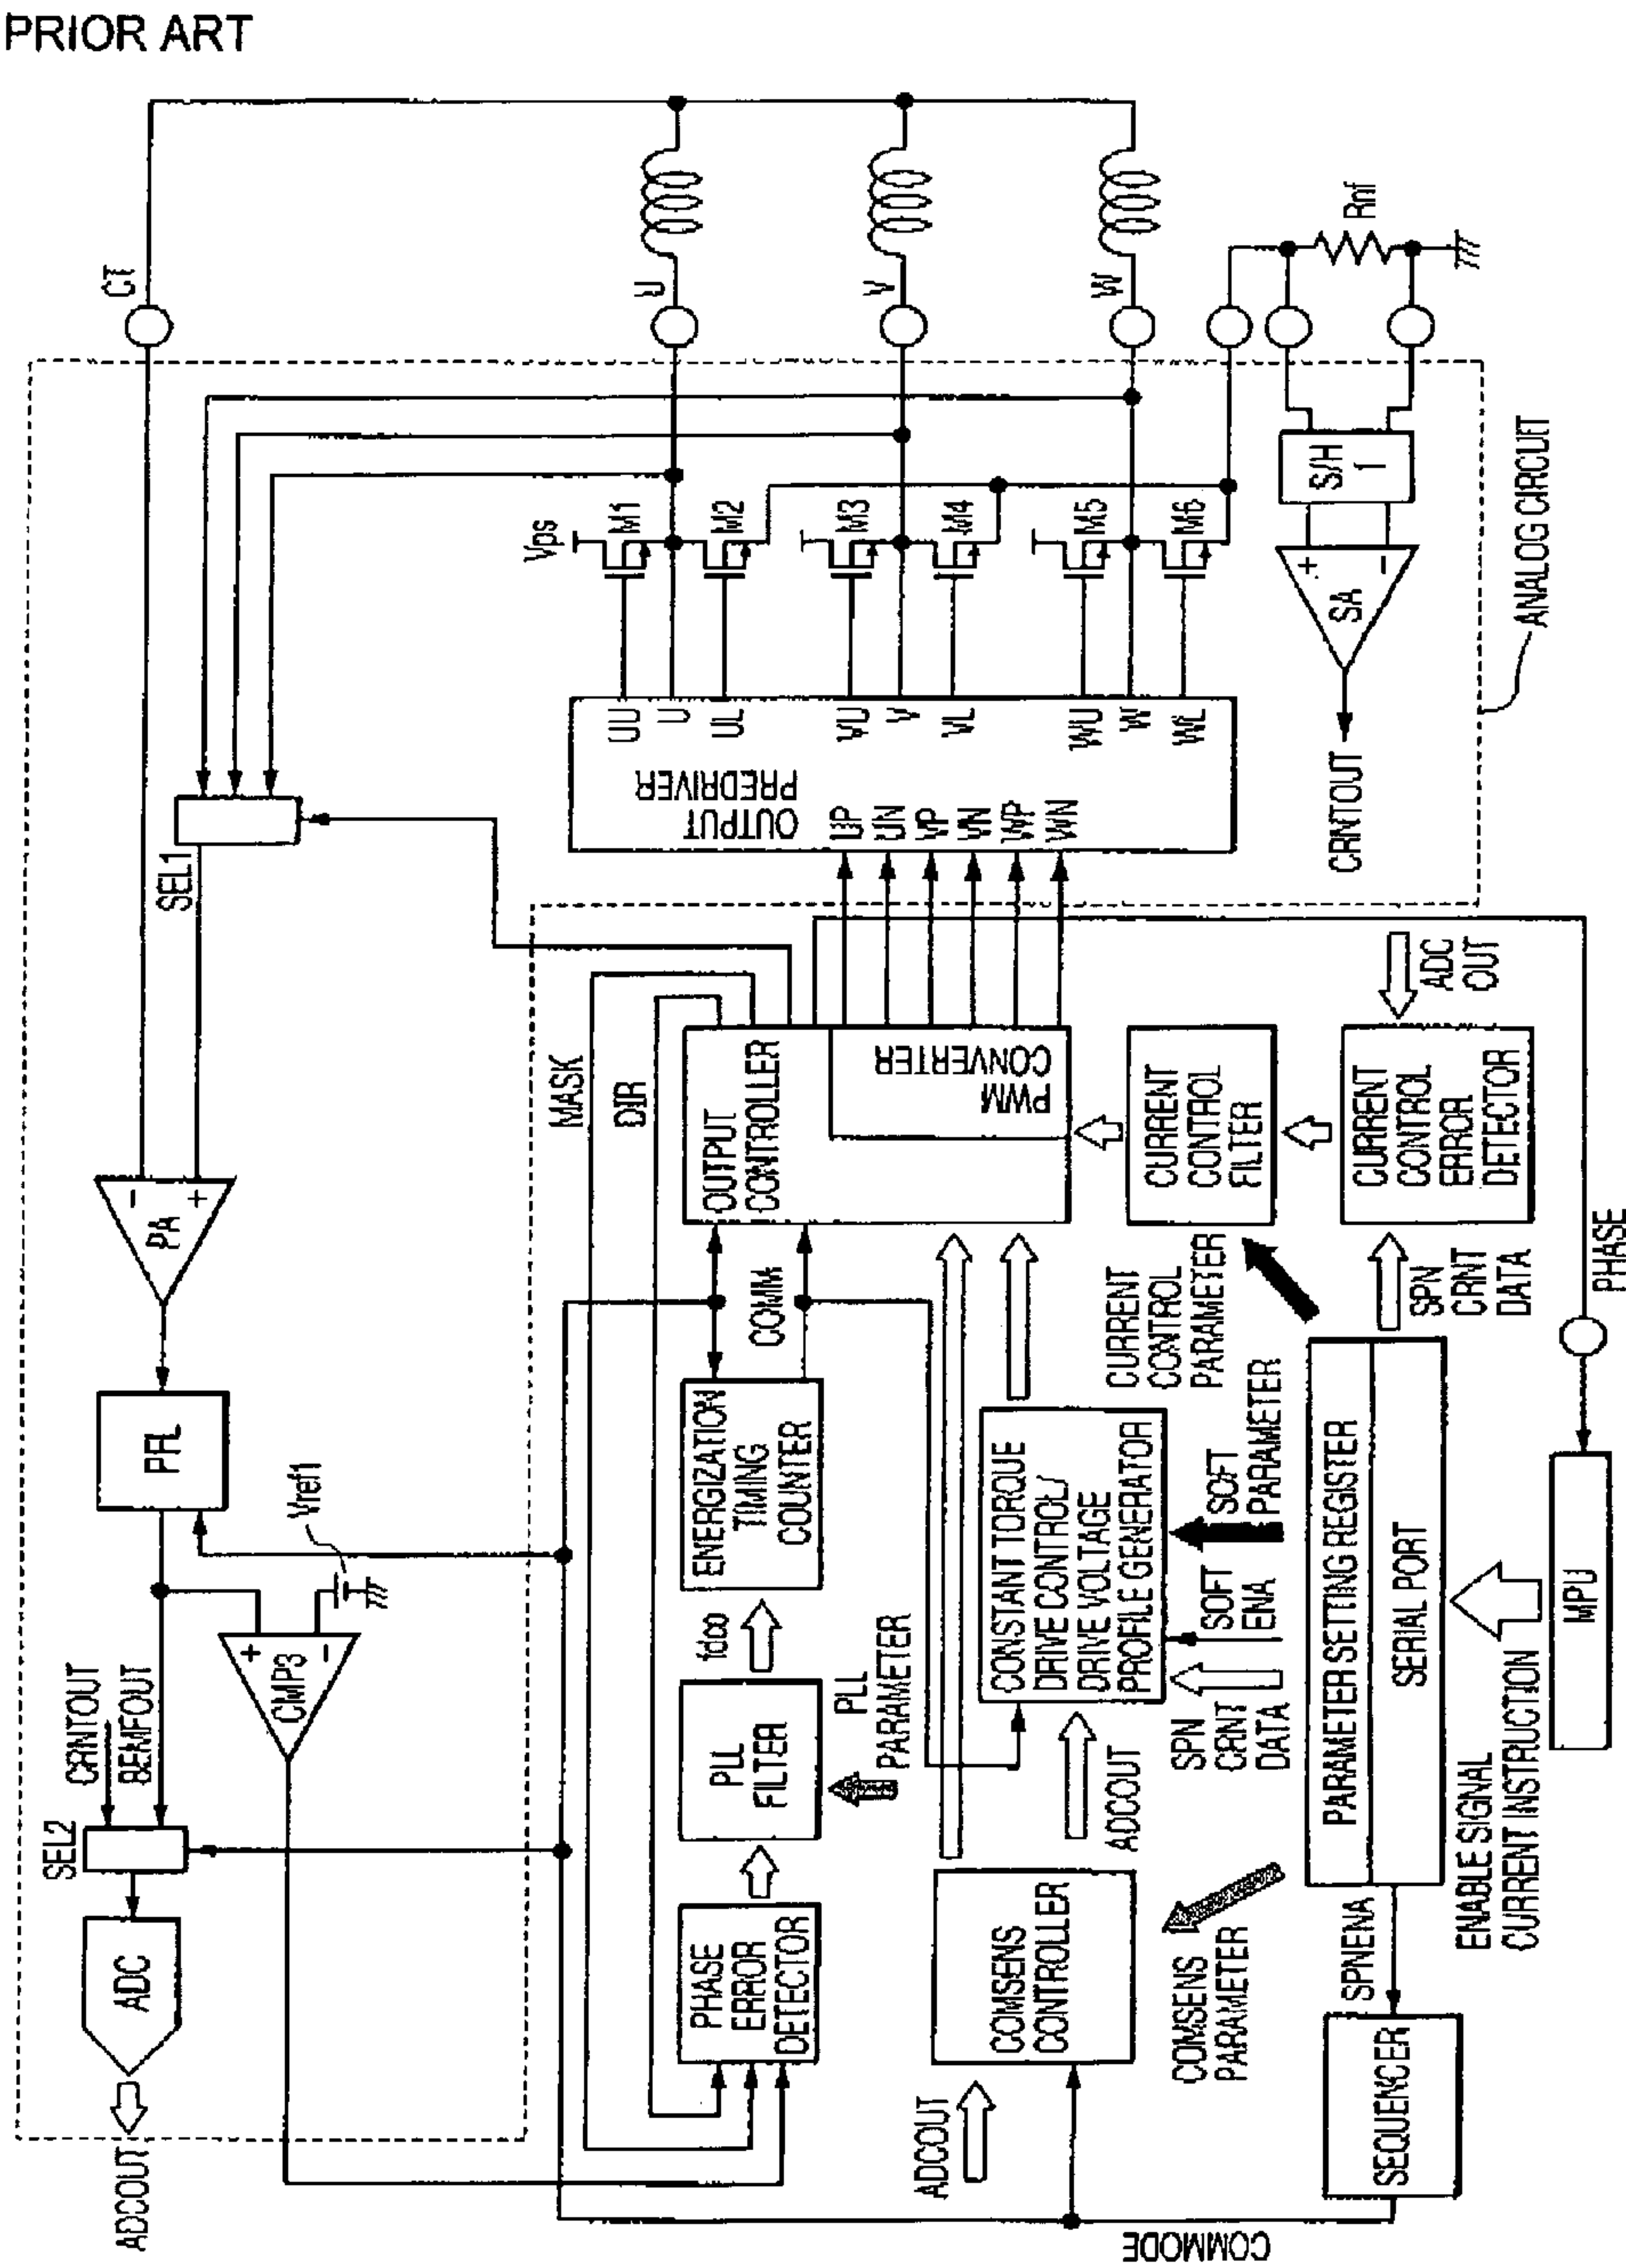 PRIOR ART
CT
U
V
W
Rnf
ANALOG CIRCUIT
S/H
1
+
-
SA
CRNTOUT
Vps
M1
M2
M3
M4
M5
M6
UU
U
UL
VU
V
VL
WU
W
WL
OUTPUT
PREDRIVER
UP
UN
VP
VN
WP
WN
SEL1
-
+
PA
PFL
Vref1
+
-
CMP3
CRNTOUT
BEMFOUT
SEL2
ADC
ADCOUT
MASK
DIR
OUTPUT
CONTROLLER
PWM
CONVERTER
CURRENT
CONTROL
FILTER
ADC
OUT
CURRENT
CONTROL
ERROR
DETECTOR
SPN
CRNT
DATA
PHASE
CURRENT
CONTROL
PARAMETER
COMM
ENERGIZATION
TIMING
COUNTER
fdco
PLL
FILTER
PLL
PARAMETER
PHASE
ERROR
DETECTOR
CONSTANT TORQUE
DRIVE CONTROL/
DRIVE VOLTAGE
PROFILE GENERATOR
SOFT
PARAMETER
SOFT
ENA
SPN
CRNT
DATA
ADCOUT
COMSENS
CONTROLLER
COMSENS
PARAMETER
ADCOUT
PARAMETER SETTING REGISTER
SERIAL PORT
MPU
ENABLE SIGNAL
CURRENT INSTRUCTION
SPNENA
SEQUENCER
COMMODE